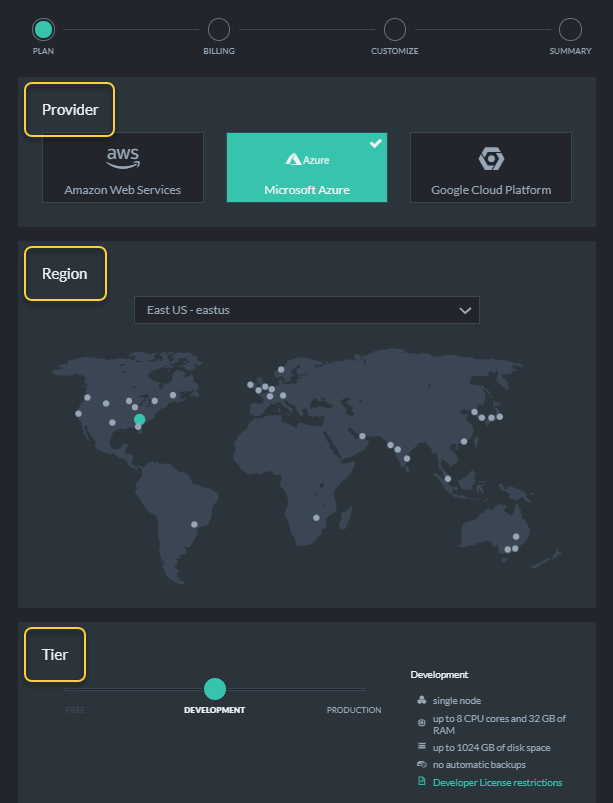 PLAN BILLING CUSTOMIZE SUMMARY
Provider
aws
Amazon Web Services
Azure
Microsoft Azure
Google Cloud Platform
Region
East US - eastus
Tier
FREE DEVELOPMENT PRODUCTION
Development
single node
up to 8 CPU cores and 32 GB of
RAM
up to 1024 GB of disk space
no automatic backups
Developer License restrictions